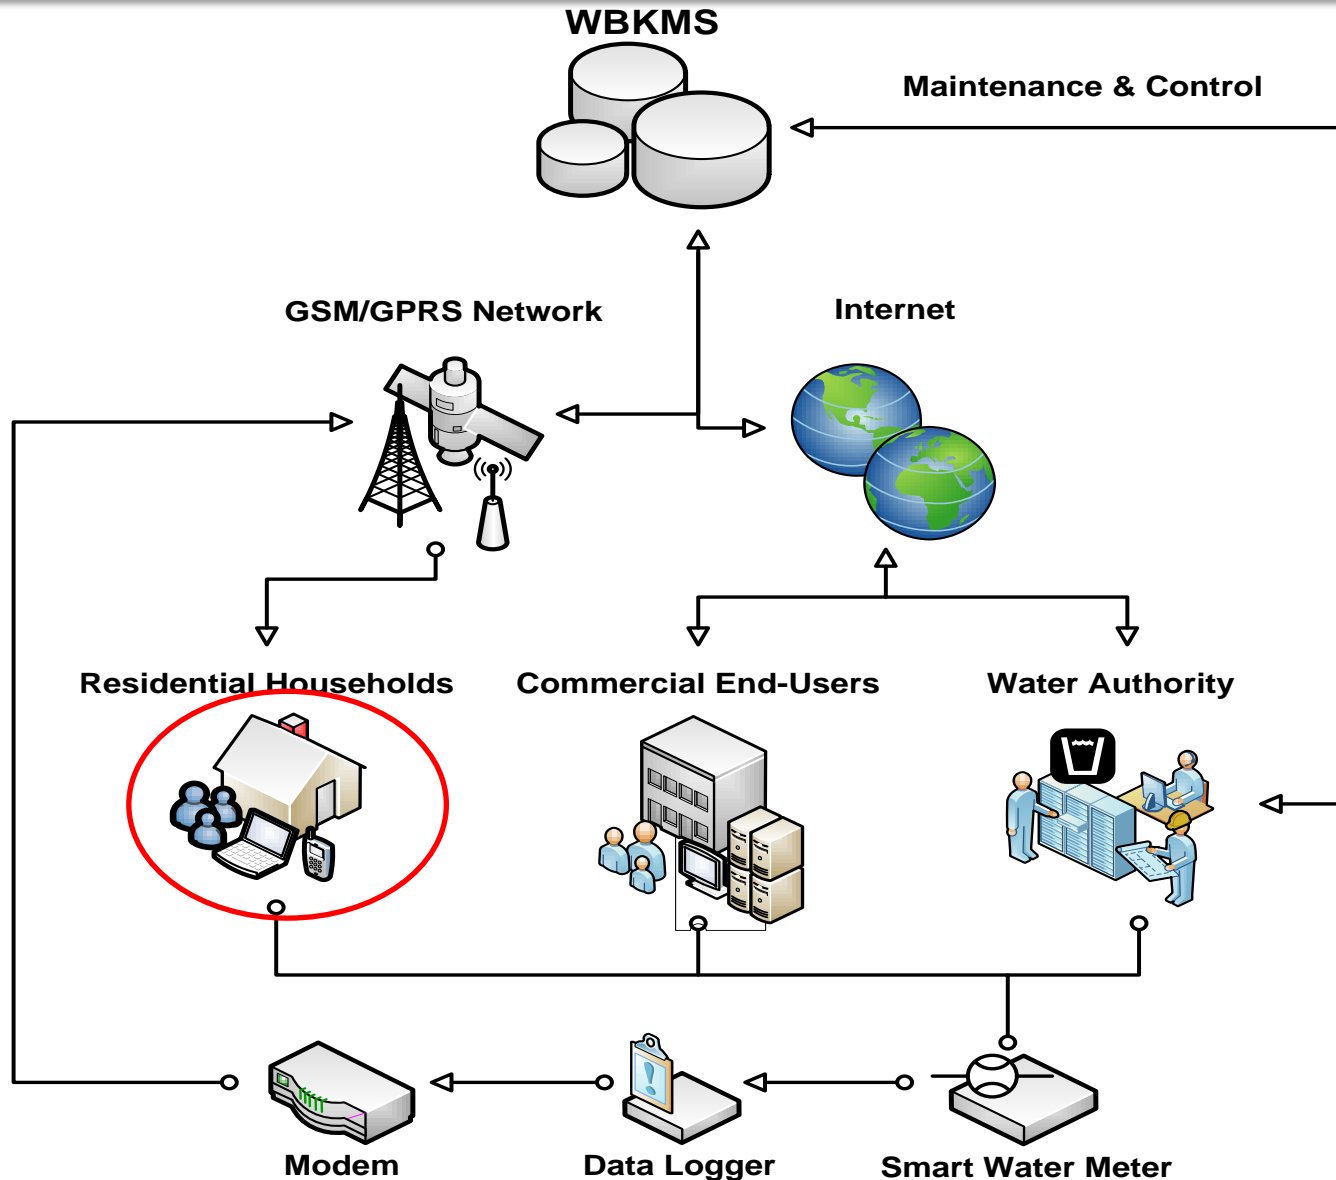 WBKMS
Maintenance & Control
GSM/GPRS Network
Internet
Residential Households
Commercial End-Users
Water Authority
Modem
Data Logger
Smart Water Meter